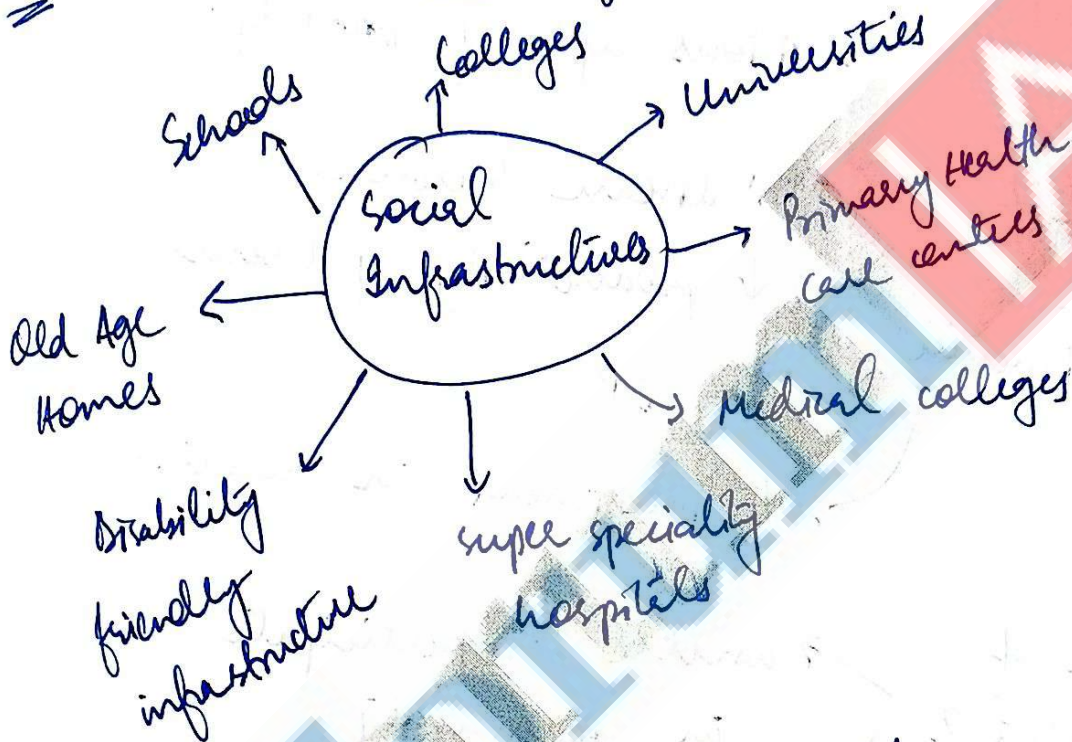 Colleges
Schools
Universities
Social
Infrastructures
Primary Health
care centres
Old Age
Homes
Medical colleges
Disability
friendly
infrastructure
super speciality
hospitals